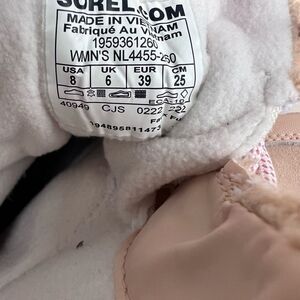 SOREL.COM
MADE IN VIETNAM
Fabriqué Au Vietnam
WMN'S NL4455-260
USA UK EUR CM
8 6 39 25
40949 CJS 0222